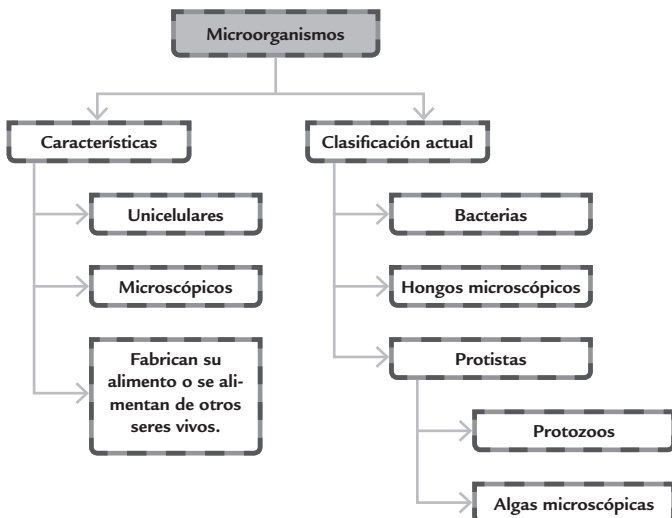 Microorganismos
Características
Clasificación actual
Unicelulares
Microscópicos
Fabrican su
alimento o se ali-
mentan de otros
seres vivos.
Bacterias
Hongos microscópicos
Protistas
Protozoos
Algas microscópicas